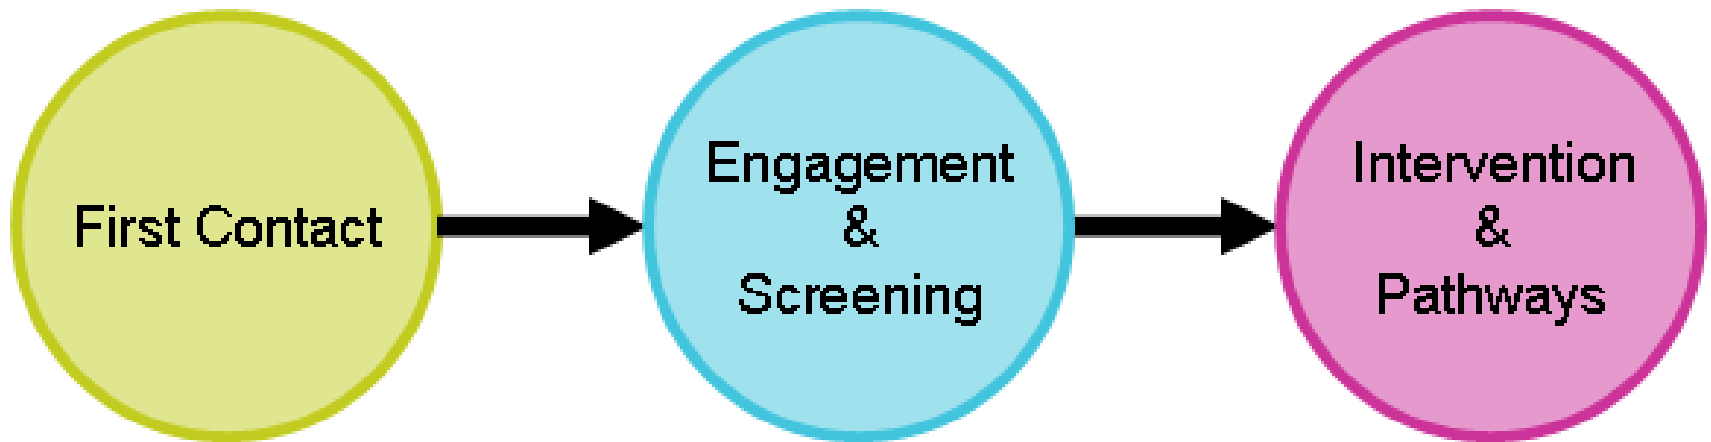 First Contact
Engagement
&
Screening
Intervention
&
Pathways